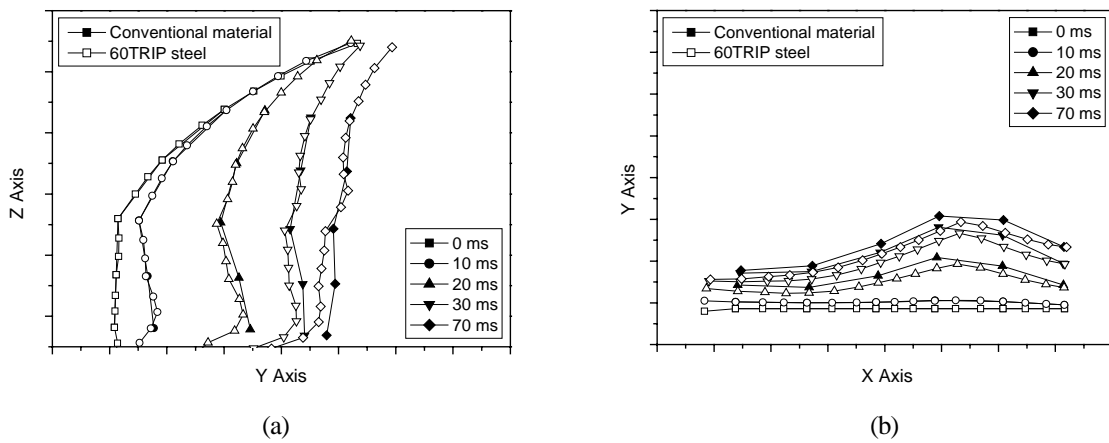 Conventional material
60TRIP steel
Z Axis
0 ms
10 ms
20 ms
30 ms
70 ms
Y Axis
(a)
Conventional material
60TRIP steel
0 ms
10 ms
20 ms
30 ms
70 ms
Y Axis
X Axis
(b)